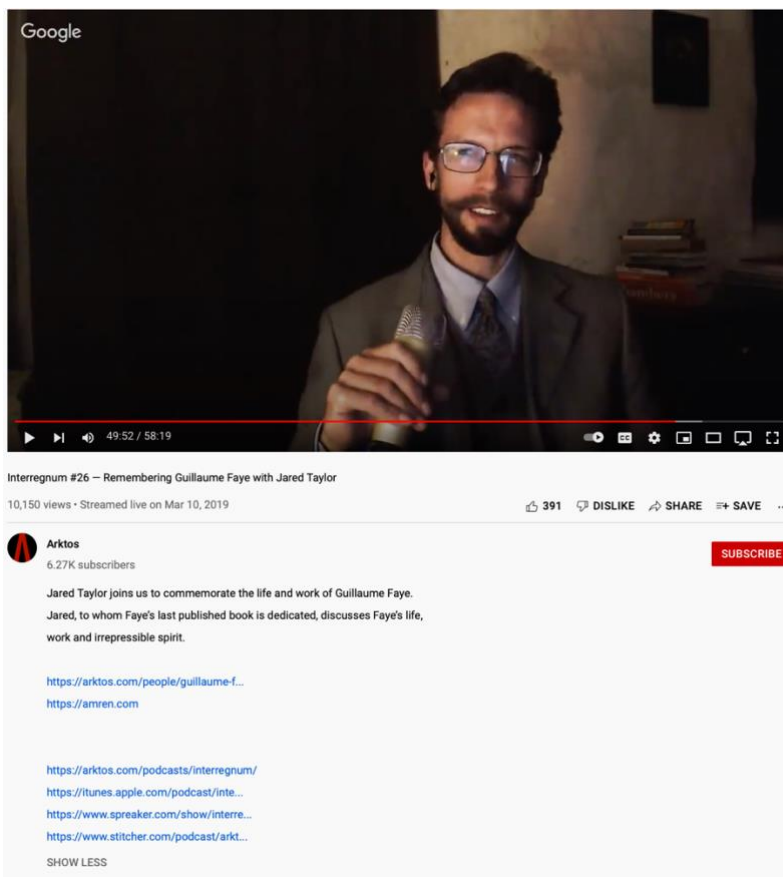 Google
49:52 / 58:19
CC
Interregnum #26 — Remembering Guillaume Faye with Jared Taylor
10,150 views • Streamed live on Mar 10, 2019
391 DISLIKE SHARE SAVE
Arktos
6.27K subscribers
SUBSCRIBE
Jared Taylor joins us to commemorate the life and work of Guillaume Faye.
Jared, to whom Faye's last published book is dedicated, discusses Faye's life,
work and irrepressible spirit.
https://arktos.com/people/guillaume-f...
https://amren.com
https://arktos.com/podcasts/interregnum/
https://itunes.apple.com/podcast/inte...
https://www.spreaker.com/show/interre...
https://www.stitcher.com/podcast/arkt...
SHOW LESS